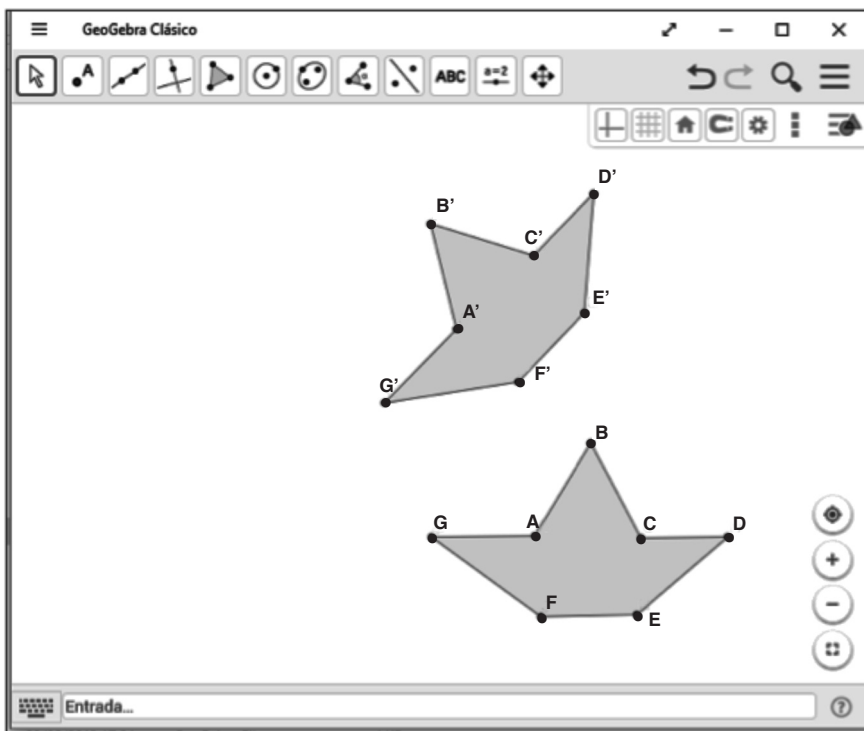 GeoGebra Clásico
A
ABC
a=2
D’
B’
C’
E’
A’
F’
G’
B
G A C D
F
E
Entrada...